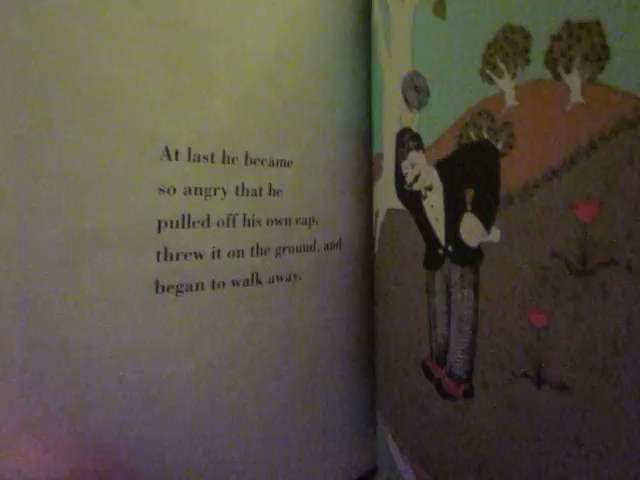 At last he became
so angry that he
pulled off his own cap,
threw it on the ground, and
began to walk away.